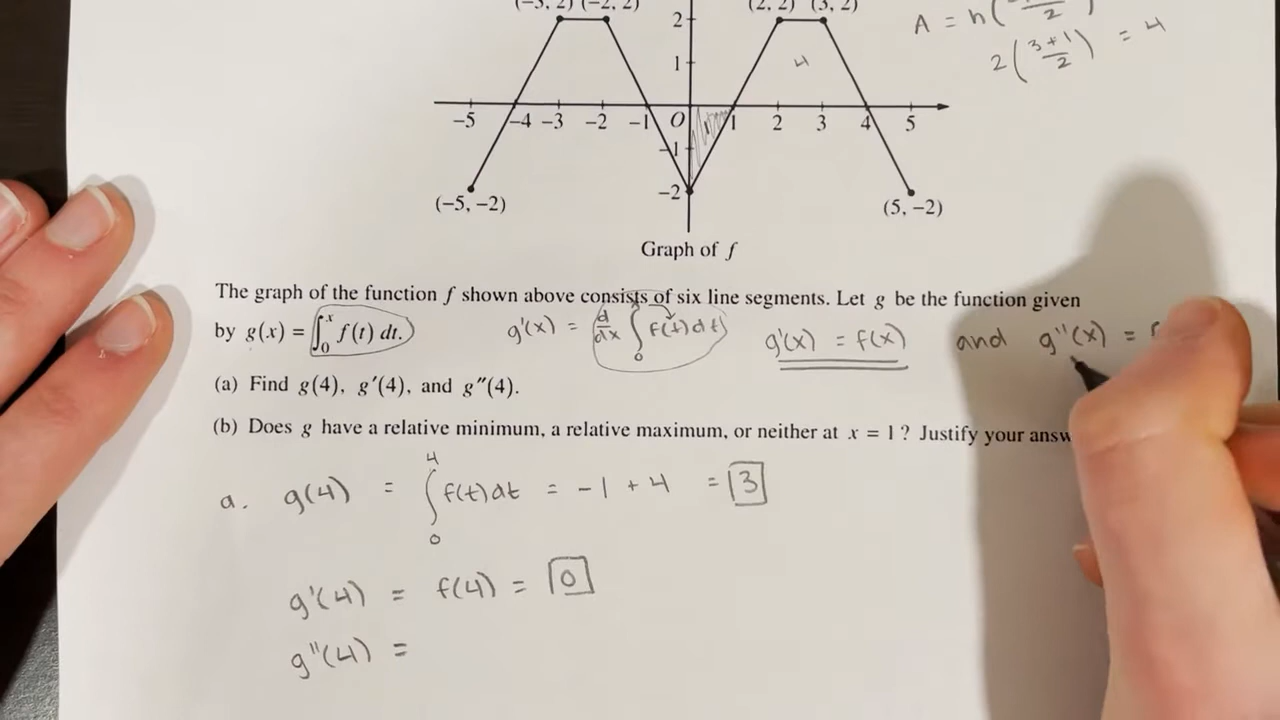 (−3, 2) (−2, 2) 2 (2, 2) (3, 2)
A = h(
2
1
4
2(3+1/2) = 4
−5 −4 −3 −2 −1 O 1 2 3 4 5
−1
−2
(−5, −2) (5, −2)
Graph of f
The graph of the function f shown above consists of six line segments. Let g be the function given
by g(x) = ∫₀ˣ f(t) dt. g'(x) = d/dx ∫₀ˣ f(t)dt g'(x) = f(x) and g''(x) =
(a) Find g(4), g′(4), and g″(4).
(b) Does g have a relative minimum, a relative maximum, or neither at x = 1? Justify your
a. g(4) = ∫₀⁴ f(t)dt = -1 + 4 = 3
g'(4) = f(4) = 0
g''(4) =